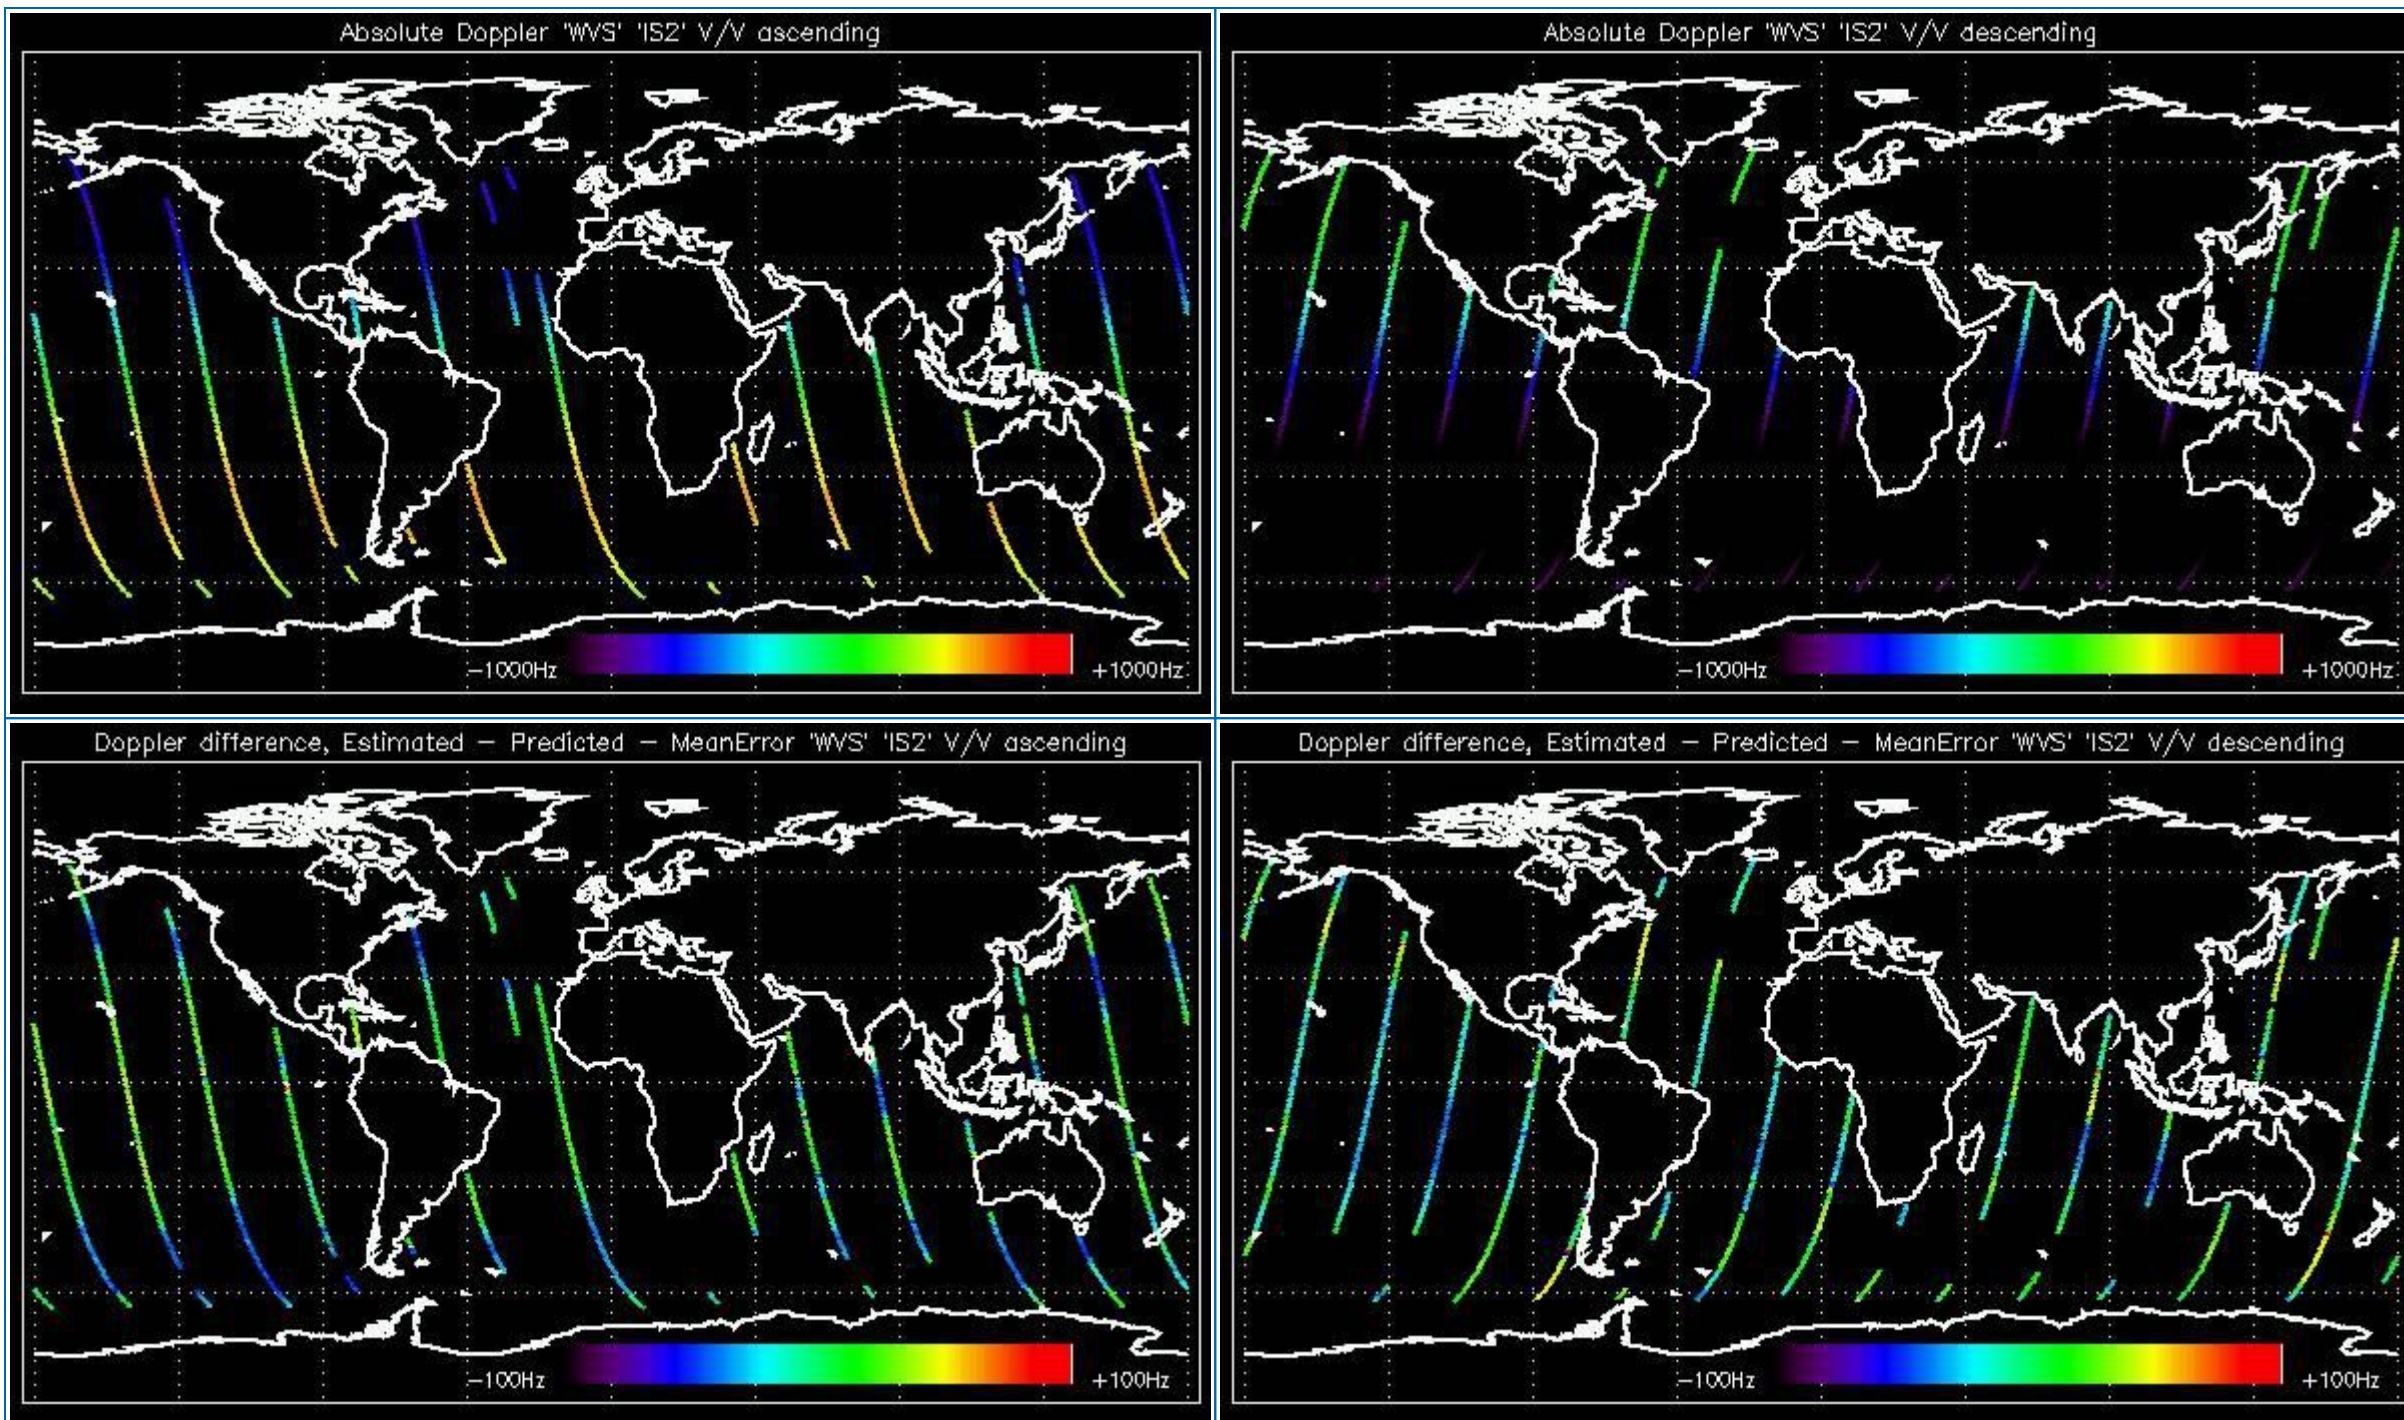 Absolute Doppler 'WVS' 'IS2' V/V ascending
-1000Hz
+1000Hz
Absolute Doppler 'WVS' 'IS2' V/V descending
-1000Hz
+1000Hz
Doppler difference, Estimated - Predicted - MeanError 'WVS' 'IS2' V/V ascending
-100Hz
+100Hz
Doppler difference, Estimated - Predicted - MeanError 'WVS' 'IS2' V/V descending
-100Hz
+100Hz